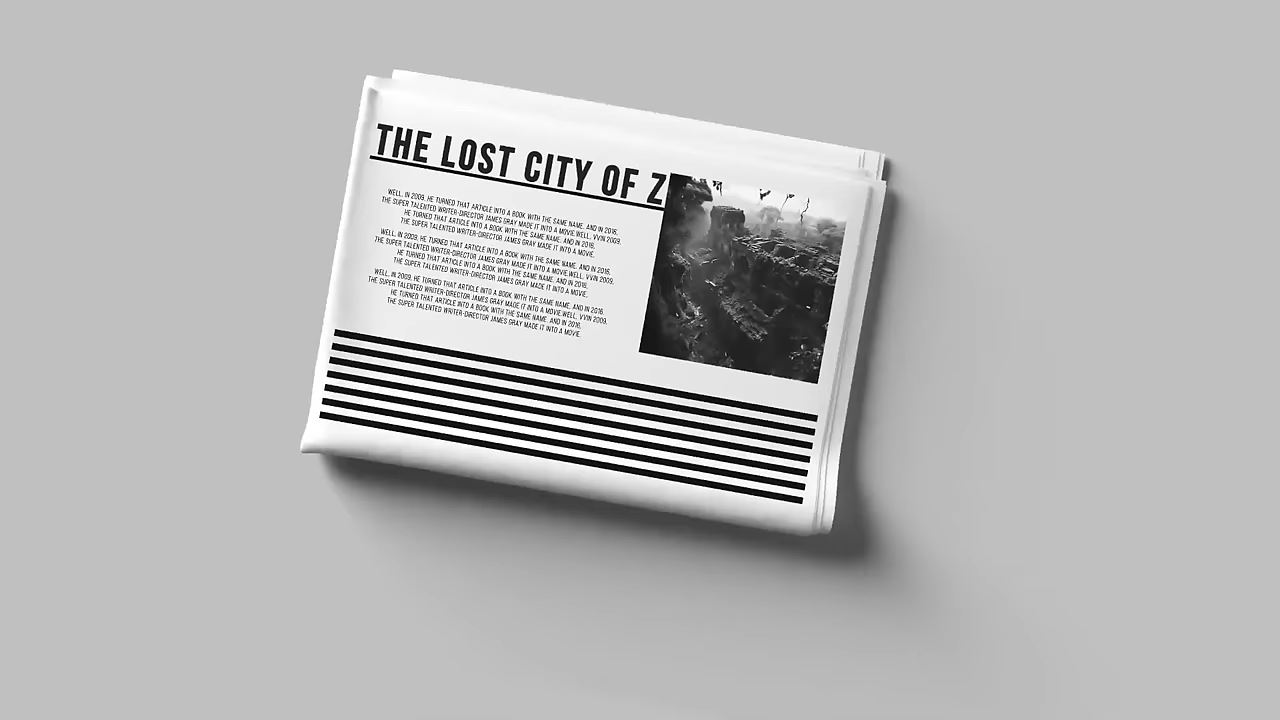 THE LOST CITY OF Z
WELL, IN 2009, HE TURNED THAT ARTICLE INTO A BOOK WITH THE SAME NAME. AND IN 2016,
THE SUPER TALENTED WRITER-DIRECTOR JAMES GRAY MADE IT INTO A MOVIE.WELL, VVIN 2009,
HE TURNED THAT ARTICLE INTO A BOOK WITH THE SAME NAME. AND IN 2016,
THE SUPER TALENTED WRITER-DIRECTOR JAMES GRAY MADE IT INTO A MOVIE.
WELL, IN 2009, HE TURNED THAT ARTICLE INTO A BOOK WITH THE SAME NAME. AND IN 2016,
THE SUPER TALENTED WRITER-DIRECTOR JAMES GRAY MADE IT INTO A MOVIE.WELL, VVIN 2009,
HE TURNED THAT ARTICLE INTO A BOOK WITH THE SAME NAME. AND IN 2016,
THE SUPER TALENTED WRITER-DIRECTOR JAMES GRAY MADE IT INTO A MOVIE.
WELL, IN 2009, HE TURNED THAT ARTICLE INTO A BOOK WITH THE SAME NAME. AND IN 2016,
THE SUPER TALENTED WRITER-DIRECTOR JAMES GRAY MADE IT INTO A MOVIE.WELL, VVIN 2009,
HE TURNED THAT ARTICLE INTO A BOOK WITH THE SAME NAME. AND IN 2016,
THE SUPER TALENTED WRITER-DIRECTOR JAMES GRAY MADE IT INTO A MOVIE.